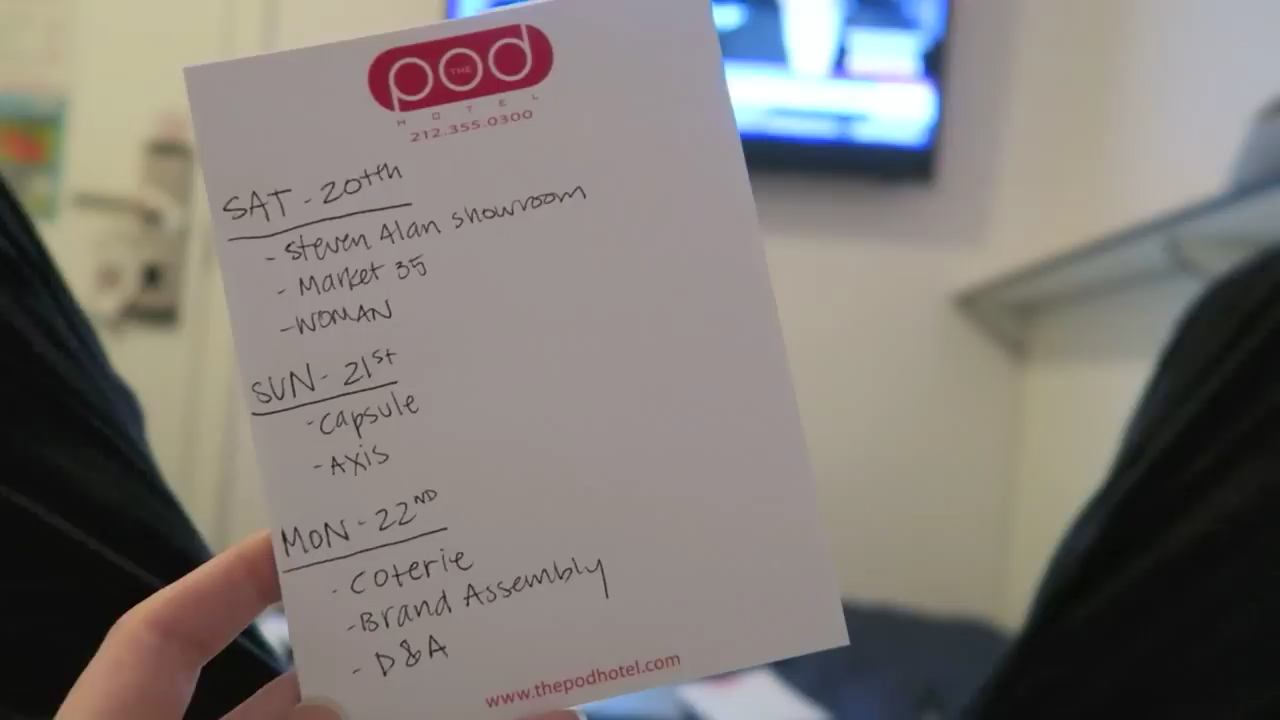 THE pod
HOTEL
212.355.0300
SAT - 20tth
- Steven Alan showroom
- Market 35
- WOMAN
SUN - 21st
- Capsule
- AXIS
MON - 22ND
- Coterie
- Brand Assembly
- D&A
www.thepodhotel.com